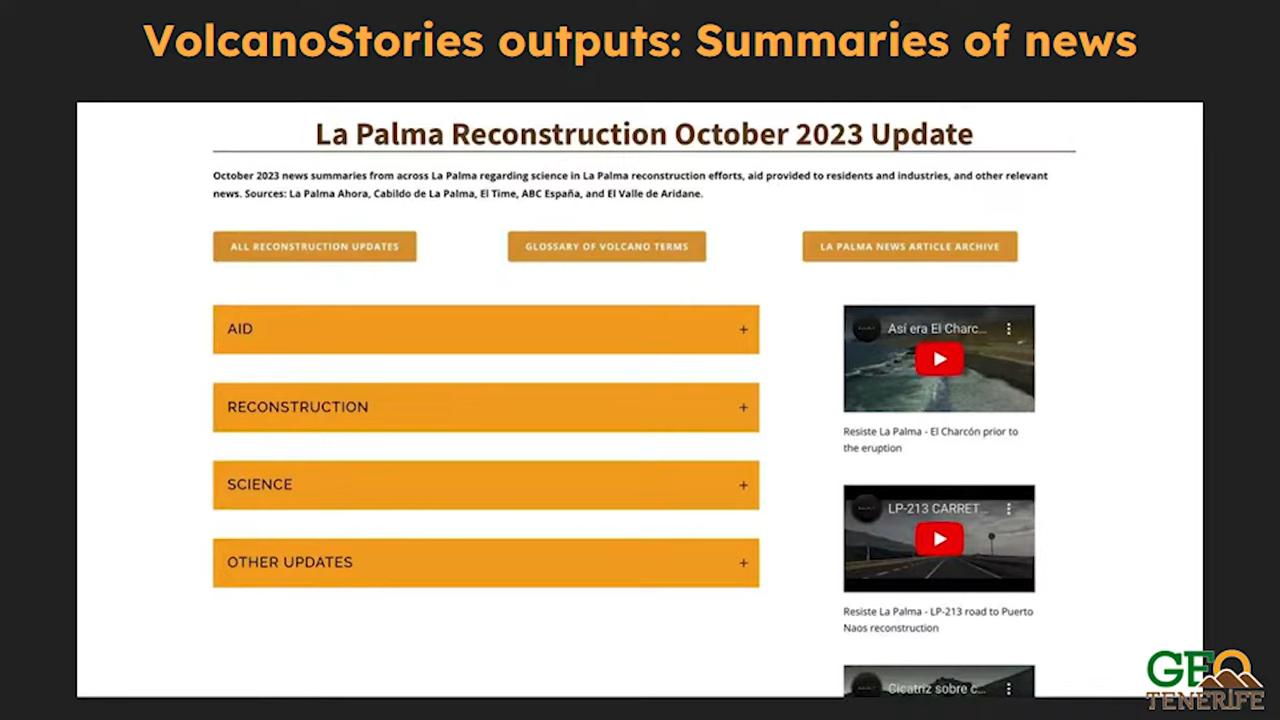 VolcanoStories outputs: Summaries of news
La Palma Reconstruction October 2023 Update
October 2023 news summaries from across La Palma regarding science in La Palma reconstruction efforts, aid provided to residents and industries, and other relevant
news. Sources: La Palma Ahora, Cabildo de La Palma, El Time, ABC España, and El Valle de Aridane.
ALL RECONSTRUCTION UPDATES
GLOSSARY OF VOLCANO TERMS
LA PALMA NEWS ARTICLE ARCHIVE
AID +
RECONSTRUCTION +
SCIENCE +
OTHER UPDATES +
Así era El Charc...
Resiste La Palma - El Charcón prior to
the eruption
LP-213 CARRET...
Resiste La Palma - LP-213 road to Puerto
Naos reconstruction
Cicatriz sobre c...
GEO
TENERIFE